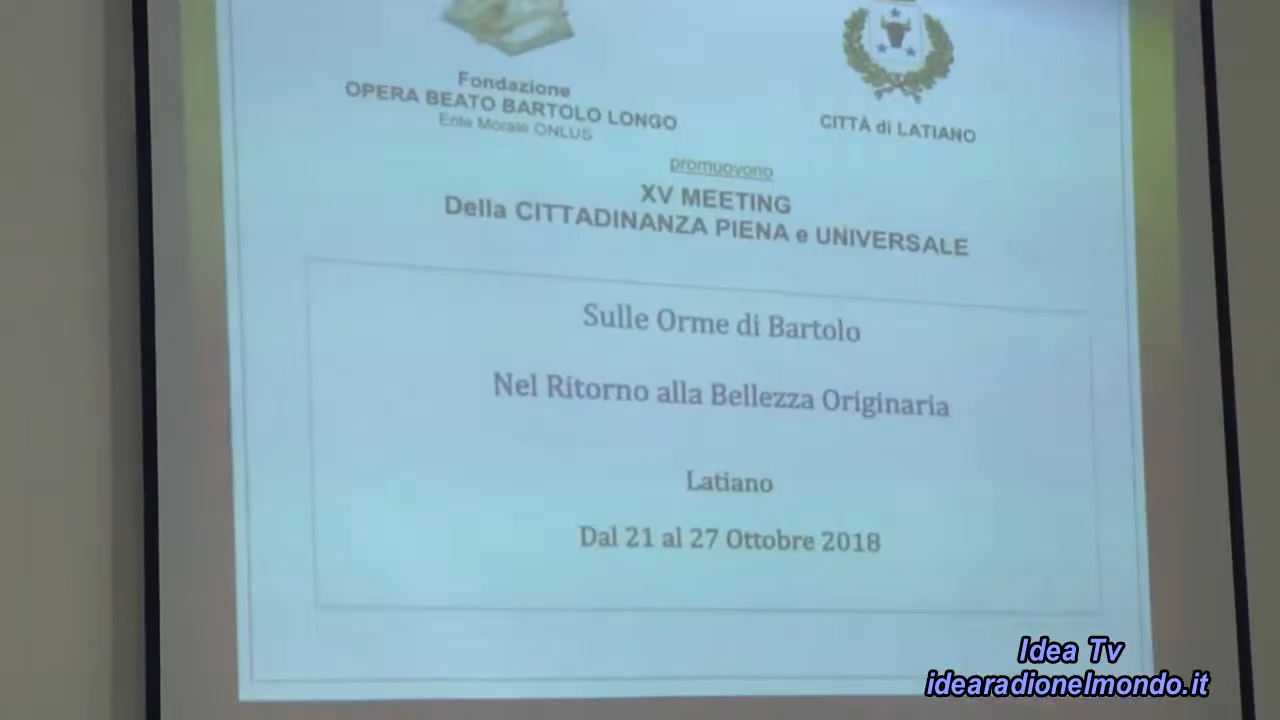 Fondazione
OPERA BEATO BARTOLO LONGO
Ente Morale ONLUS
CITTÀ di LATIANO
promuovono
XV MEETING
Della CITTADINANZA PIENA e UNIVERSALE
Sulle Orme di Bartolo
Nel Ritorno alla Bellezza Originaria
Latiano
Dal 21 al 27 Ottobre 2018
Idea Tv
idearadionelmondo.it